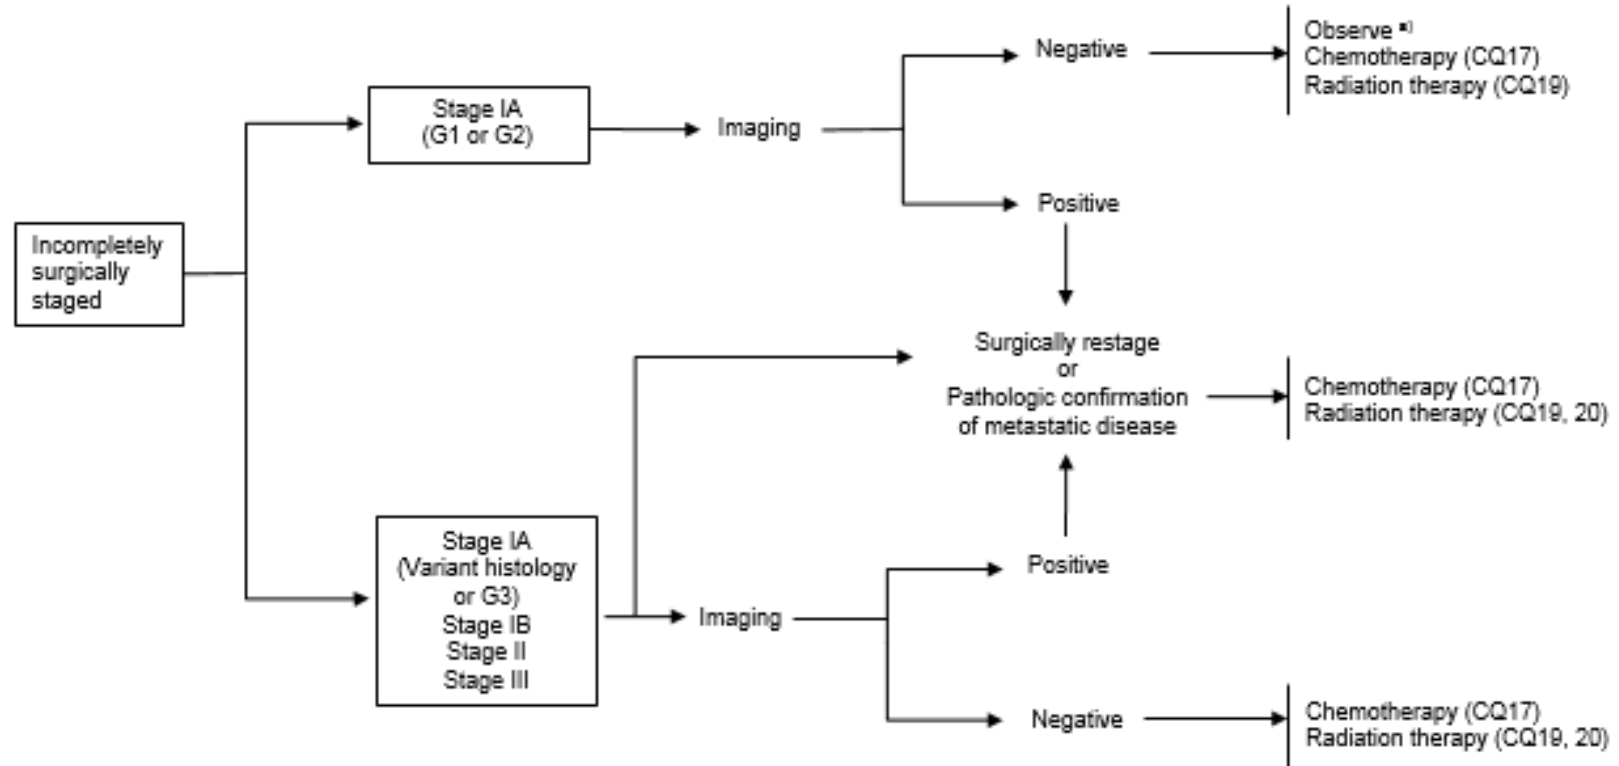 Observe
Chemotherapy (CQ17)
Radiation therapy (CQ19)
Negative
Stage IA
(G1 or G2)
Imaging
Positive
Incompletely
surgically
staged
Surgically restage
or
Pathologic confirmation
of metastatic disease
Chemotherapy (CQ17)
Radiation therapy (CQ19, 20)
Stage IA
(Variant histology
or G3)
Stage IB
Stage II
Stage III
Positive
Imaging
Negative
Chemotherapy (CQ17)
Radiation therapy (CQ19, 20)